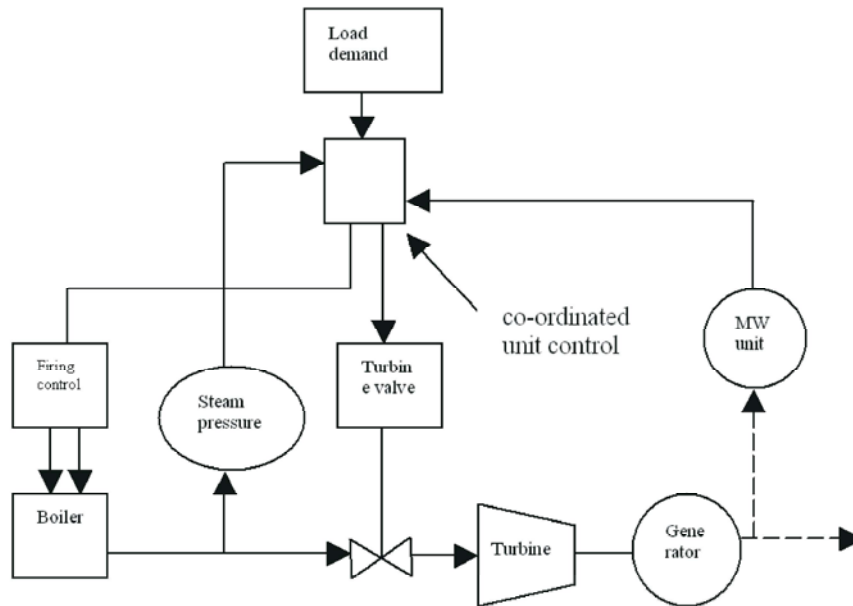 Load
demand
co-ordinated
unit control
MW
unit
Firing
control
Steam
pressure
Turbin
e valve
Boiler
Turbine
Gene
rator